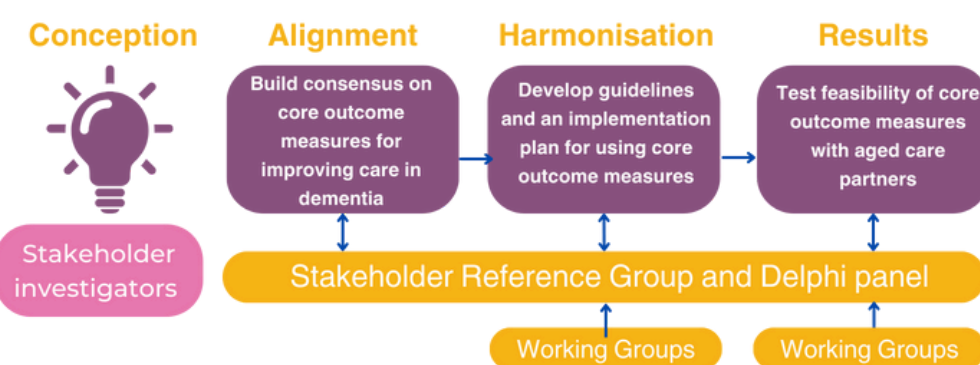 Conception
Alignment
Harmonisation
Results
Build consensus on
core outcome
measures for
improving care in
dementia
Develop guidelines
and an implementation
plan for using core
outcome measures
Test feasibility of core
outcome measures
with aged care
partners
Stakeholder
investigators
Stakeholder Reference Group and Delphi panel
Working Groups
Working Groups